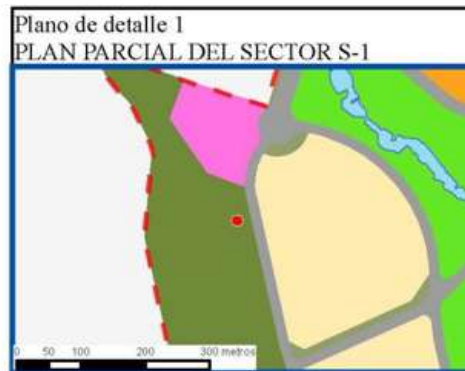 Plano de detalle 1
PLAN PARCIAL DEL SECTOR S-1
0 50 100 200 300 metros